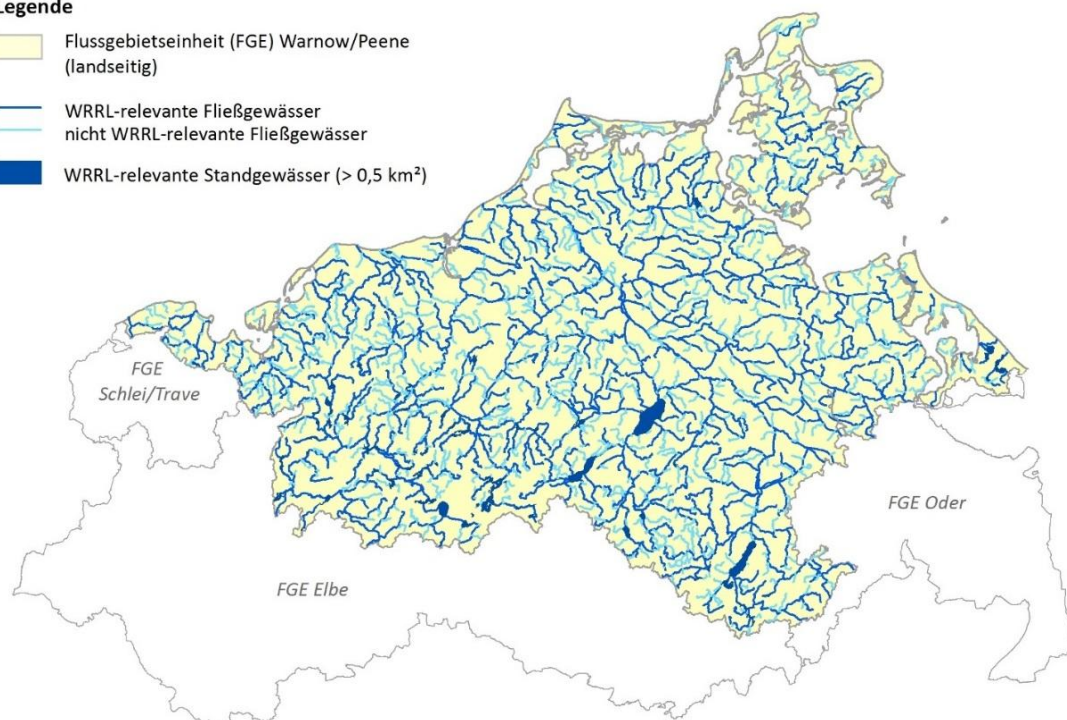 Legende
Flussgebietseinheit (FGE) Warnow/Peene
(landseitig)
WRRL-relevante Fließgewässer
nicht WRRL-relevante Fließgewässer
WRRL-relevante Standgewässer (> 0,5 km²)
FGE
Schlei/Trave
FGE Oder
FGE Elbe